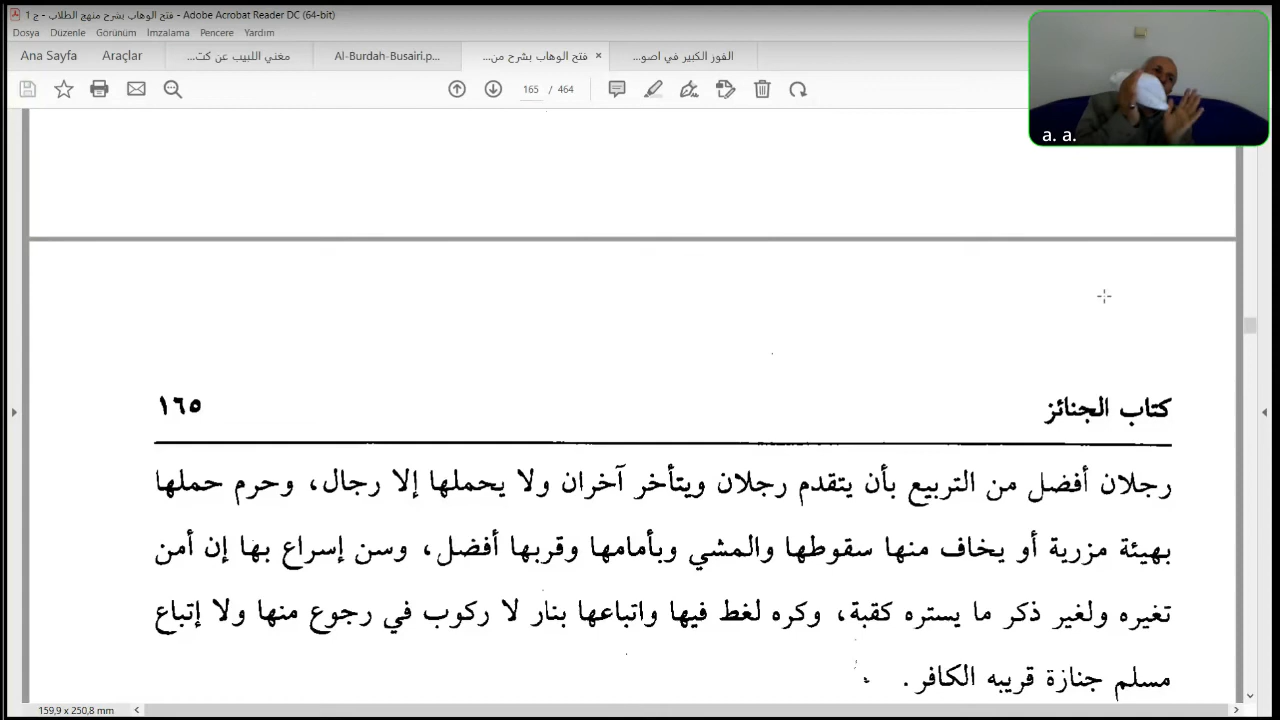 فتح الوهاب بشرح منهج الطلاب - ج 1 - Adobe Acrobat Reader DC (64-bit)
Dosya Düzenle Görünüm İmzalama Pencere Yardım
Ana Sayfa Araçlar مغني اللبيب عن كت... Al-Burdah-Busairi.p... فتح الوهاب بشرح من... × الفوز الكبير في اصو...
165 / 464
a. a.
كتاب الجنائز ١٦٥
رجلان أفضل من التربيع بأن يتقدم رجلان ويتأخر آخران ولا يحملها إلا رجال، وحرم حملها
بهيئة مزرية أو يخاف منها سقوطها والمشي وبأمامها وقربها أفضل، وسن إسراع بها إن أمن
تغيره ولغير ذكر ما يستره كقبة، وكره لغط فيها واتباعها بنار لا ركوب في رجوع منها ولا إتباع
مسلم جنازة قريبه الكافر.
159,9 x 250,8 mm